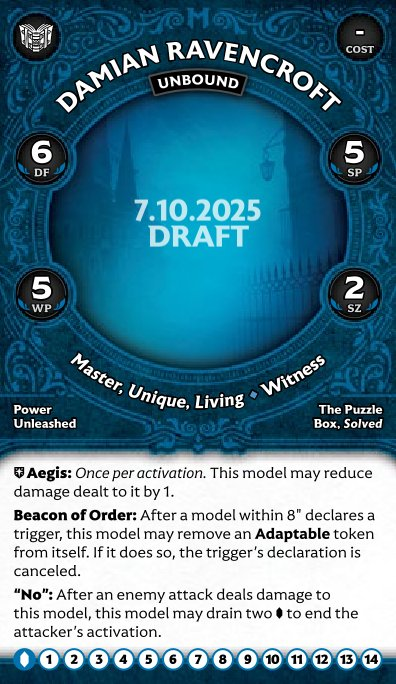 -
COST
DAMIAN RAVENCROFT
UNBOUND
6
DF
5
SP
7.10.2025
DRAFT
5
WP
2
SZ
Master, Unique, Living ⬧ Witness
Power
Unleashed
The Puzzle
Box, Solved
Aegis: Once per activation. This model may reduce
damage dealt to it by 1.
Beacon of Order: After a model within 8" declares a
trigger, this model may remove an Adaptable token
from itself. If it does so, the trigger’s declaration is
canceled.
“No”: After an enemy attack deals damage to
this model, this model may drain two ⬧ to end the
attacker’s activation.
1 2 3 4 5 6 7 8 9 10 11 12 13 14